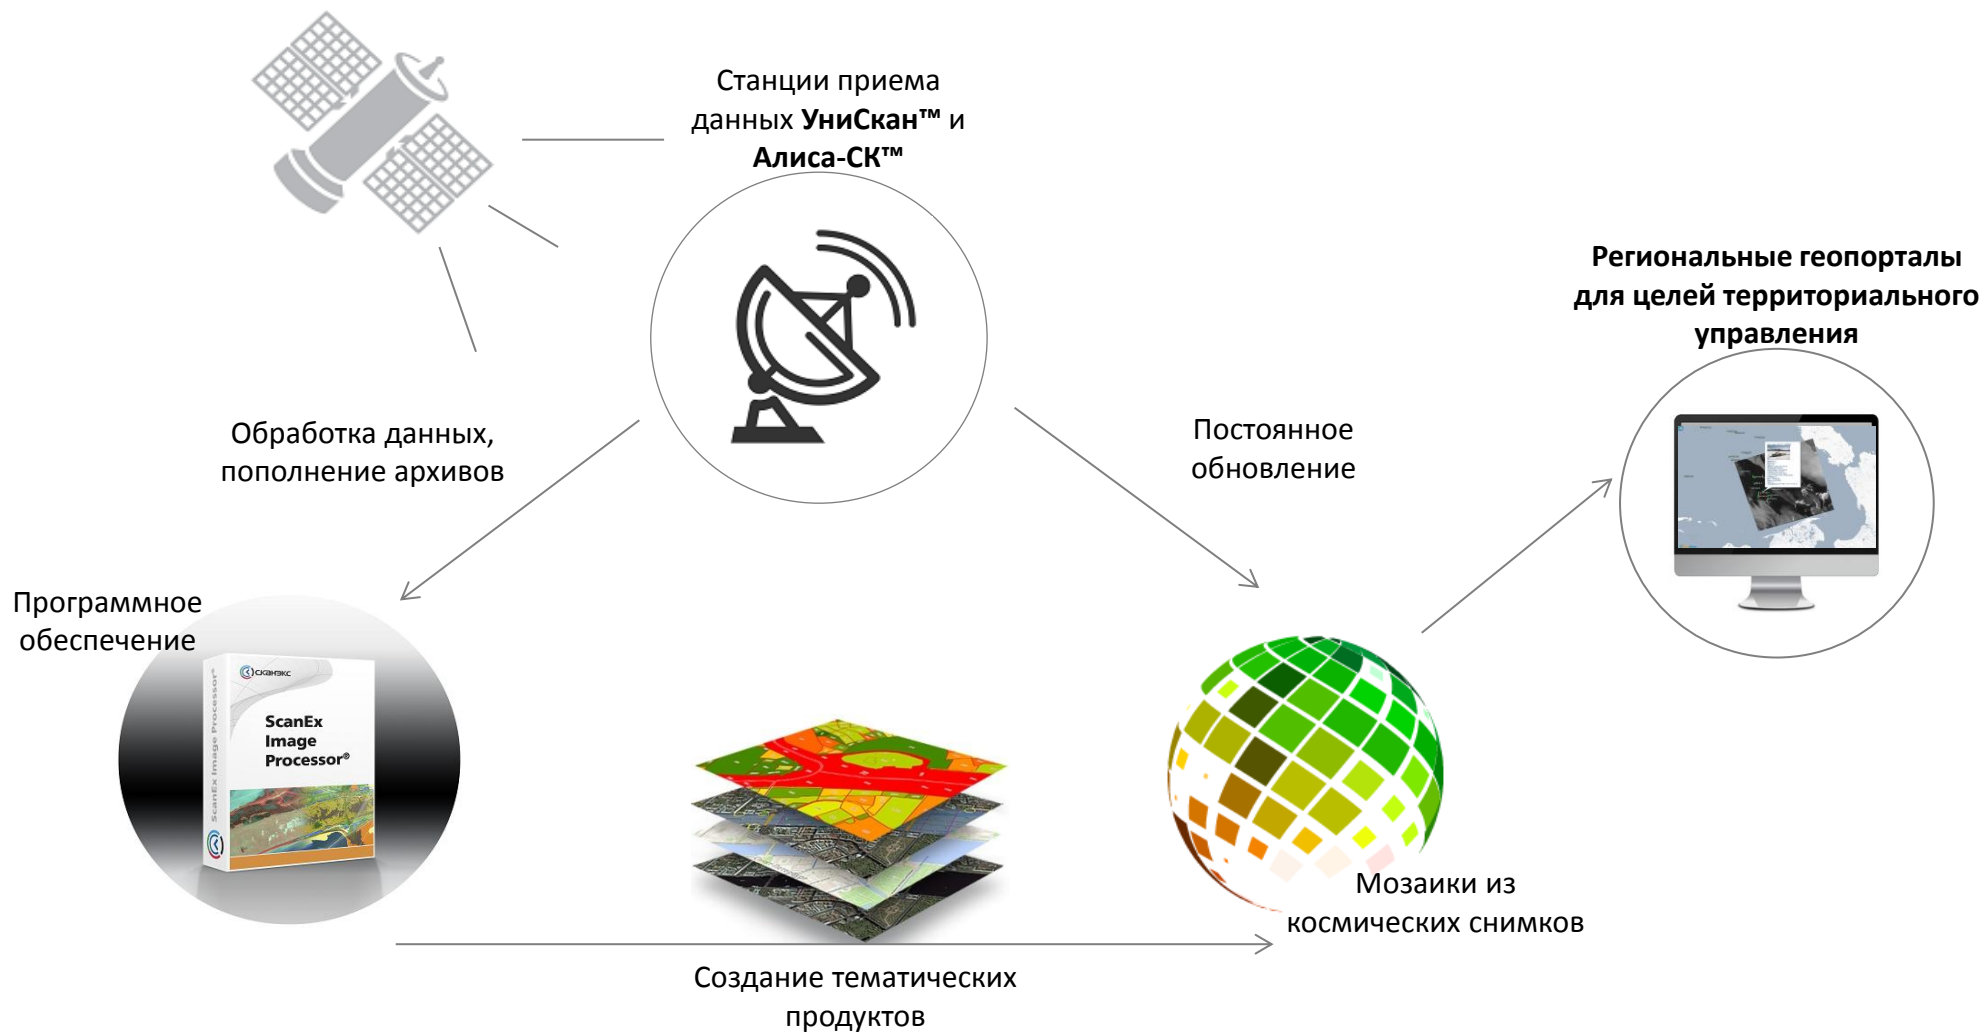 Станции приема
данных УниСкан™ и
Алиса-СК™
Региональные геопорталы
для целей территориального
управления
Обработка данных,
пополнение архивов
Постоянное
обновление
Программное
обеспечение
сканэкс
ScanEx
Image
Processor®
ScanEx Image Processor®
Мозаики из
космических снимков
Создание тематических
продуктов